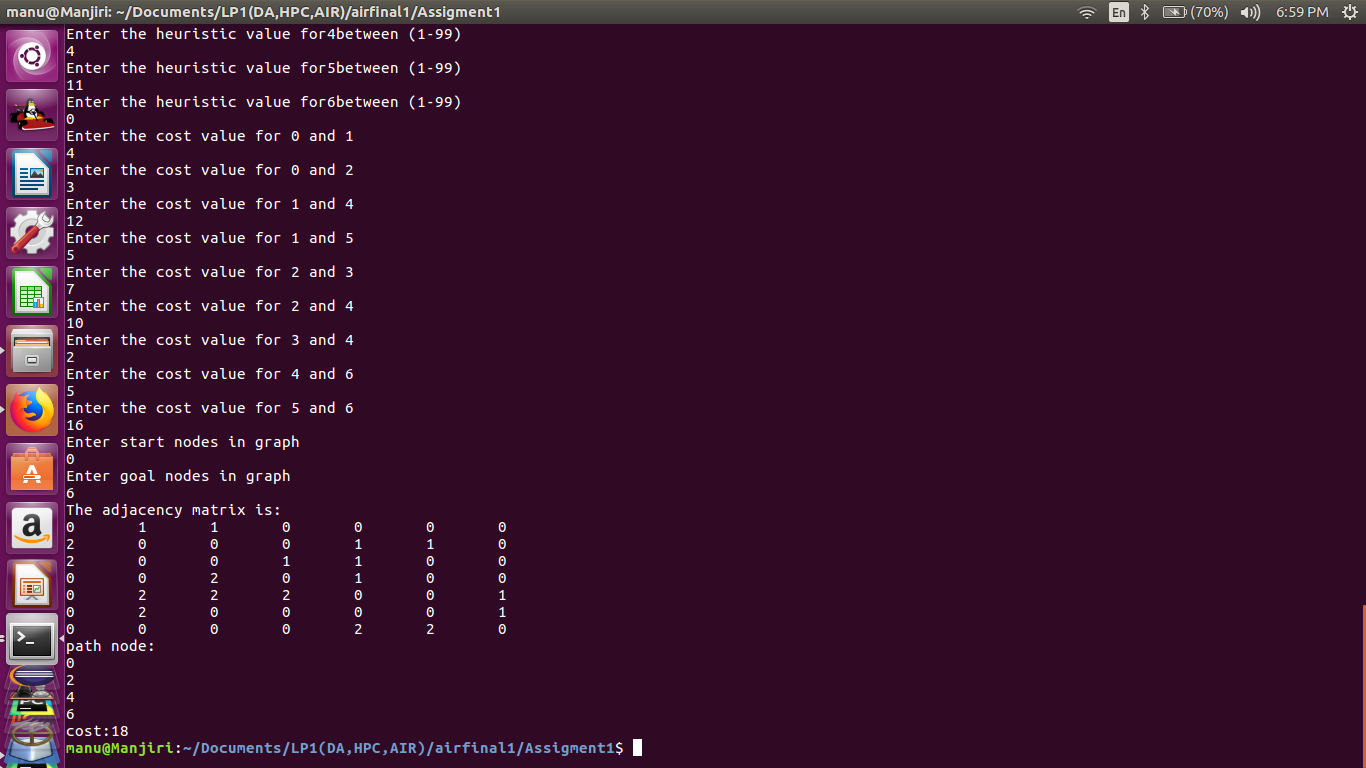 manu@Manjiri: ~/Documents/LP1(DA,HPC,AIR)/airfinal1/Assigment1
En
(70%)
6:59 PM
Enter the heuristic value for4between (1-99)
4
Enter the heuristic value for5between (1-99)
11
Enter the heuristic value for6between (1-99)
0
Enter the cost value for 0 and 1
4
Enter the cost value for 0 and 2
3
Enter the cost value for 1 and 4
12
Enter the cost value for 1 and 5
5
Enter the cost value for 2 and 3
7
Enter the cost value for 2 and 4
10
Enter the cost value for 3 and 4
2
Enter the cost value for 4 and 6
5
Enter the cost value for 5 and 6
16
Enter start nodes in graph
0
Enter goal nodes in graph
6
The adjacency matrix is:
0 1 1 0 0 0 0
2 0 0 0 1 1 0
2 0 0 1 1 0 0
0 0 2 0 1 0 0
0 2 2 2 0 0 1
0 2 0 0 0 0 1
0 0 0 0 2 2 0
path node:
0
2
4
6
cost:18
manu@Manjiri:~/Documents/LP1(DA,HPC,AIR)/airfinal1/Assigment1$